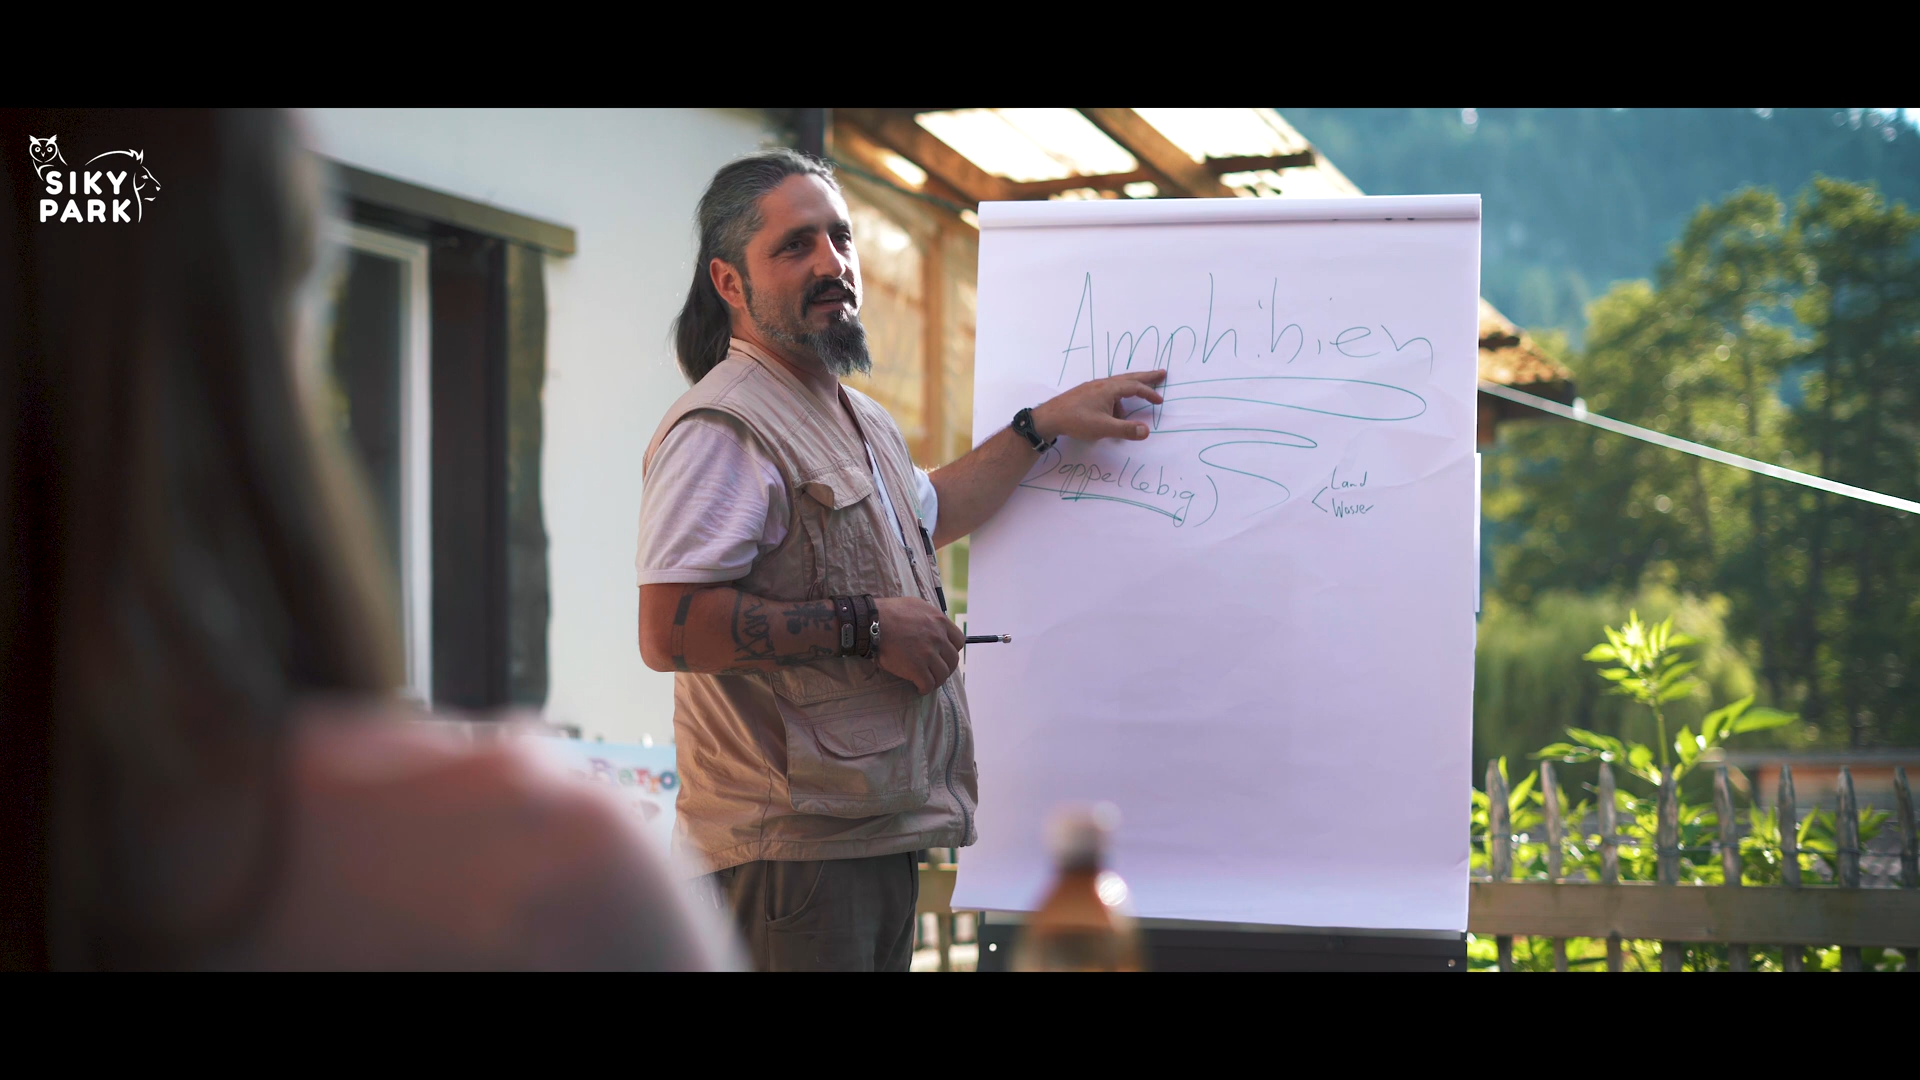 SIKY
PARK
Amphibien
Doppellebig)
Land
Wasser